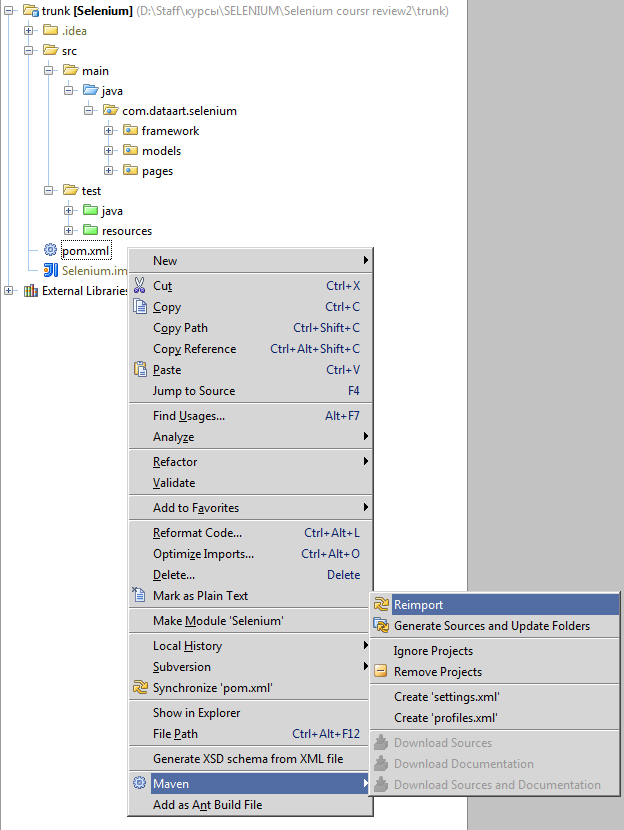 trunk [Selenium] (D:\Staff\курсы\SELENIUM\Selenium coursr review2\trunk)
.idea
src
main
java
com.dataart.selenium
framework
models
pages
test
java
resources
pom.xml
Selenium.im
External Libraries
New
Cut Ctrl+X
Copy Ctrl+C
Copy Path Ctrl+Shift+C
Copy Reference Ctrl+Alt+Shift+C
Paste Ctrl+V
Jump to Source F4
Find Usages... Alt+F7
Analyze
Refactor
Validate
Add to Favorites
Reformat Code... Ctrl+Alt+L
Optimize Imports... Ctrl+Alt+O
Delete... Delete
Mark as Plain Text
Make Module 'Selenium'
Local History
Subversion
Synchronize 'pom.xml'
Show in Explorer
File Path Ctrl+Alt+F12
Generate XSD schema from XML file
Maven
Add as Ant Build File
Reimport
Generate Sources and Update Folders
Ignore Projects
Remove Projects
Create 'settings.xml'
Create 'profiles.xml'
Download Sources
Download Documentation
Download Sources and Documentation